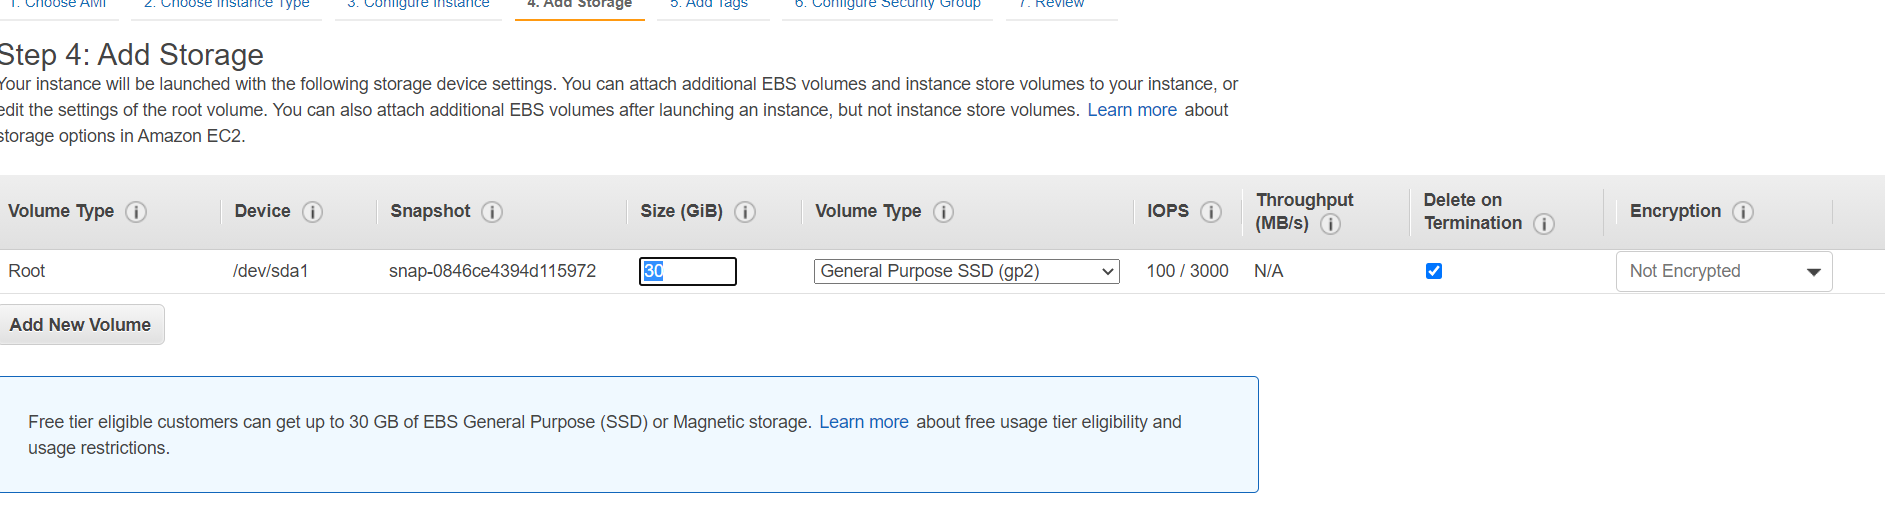 1. Choose AMI 2. Choose Instance Type 3. Configure Instance 4. Add Storage 5. Add Tags 6. Configure Security Group 7. Review
Step 4: Add Storage
Your instance will be launched with the following storage device settings. You can attach additional EBS volumes and instance store volumes to your instance, or
edit the settings of the root volume. You can also attach additional EBS volumes after launching an instance, but not instance store volumes. Learn more about
storage options in Amazon EC2.
Volume Type Device Snapshot Size (GiB) Volume Type IOPS Throughput (MB/s) Delete on Termination Encryption
Root /dev/sda1 snap-0846ce4394d115972 30 General Purpose SSD (gp2) 100 / 3000 N/A Not Encrypted
Add New Volume
Free tier eligible customers can get up to 30 GB of EBS General Purpose (SSD) or Magnetic storage. Learn more about free usage tier eligibility and
usage restrictions.